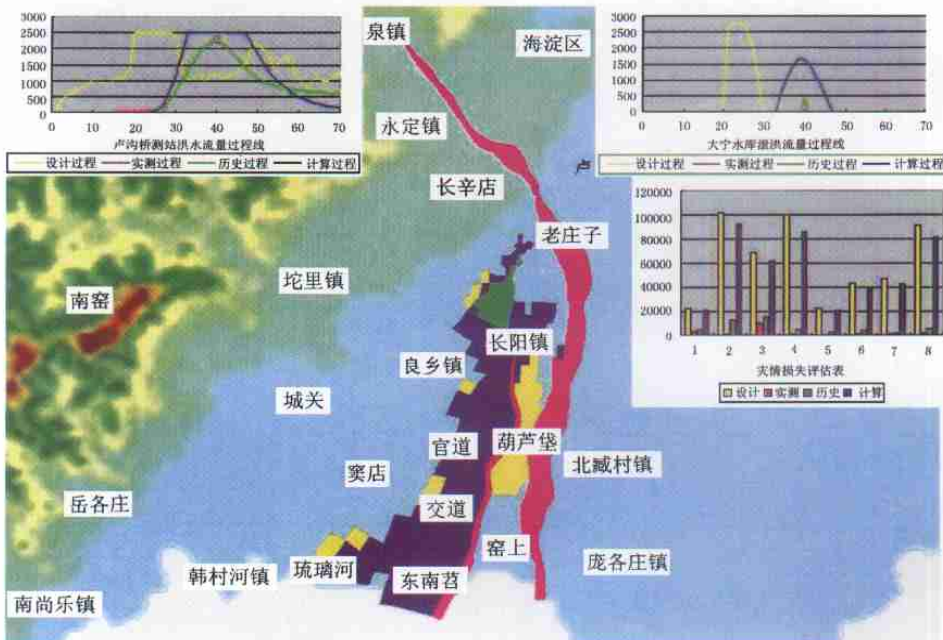 3000
2500
2000
1500
1000
500
0
0 10 20 30 40 50 60 70
卢沟桥测站洪水流量过程线
设计过程 实测过程 历史过程 计算过程
3000
2500
2000
1500
1000
500
0
0 10 20 30 40 50 60 70
大宁水库泄洪流量过程线
设计过程 实测过程 历史过程 计算过程
120000
100000
80000
60000
40000
20000
0
1 2 3 4 5 6 7 8
灾情损失评估表
设计 实测 历史 计算
泉镇
海淀区
永定镇
卢
长辛店
老庄子
坨里镇
南窑
长阳镇
良乡镇
城关
官道
葫芦垡
北臧村镇
窦店
岳各庄
交道
窑上
庞各庄镇
琉璃河
韩村河镇
东南召
南尚乐镇